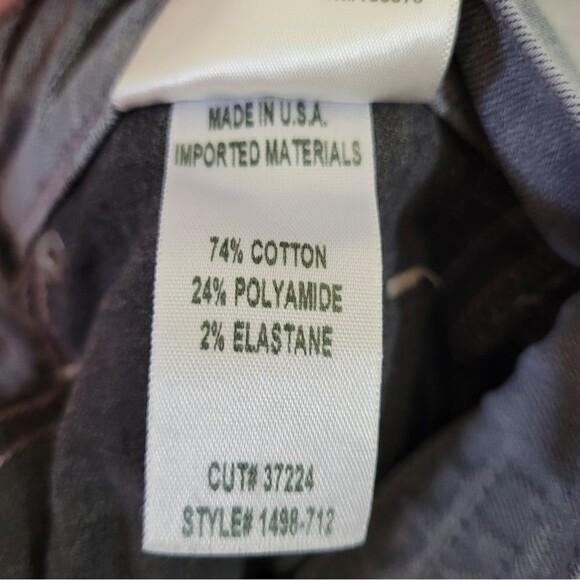 MADE IN U.S.A.
IMPORTED MATERIALS
74% COTTON
24% POLYAMIDE
2% ELASTANE
CUT# 37224
STYLE# 1498-712